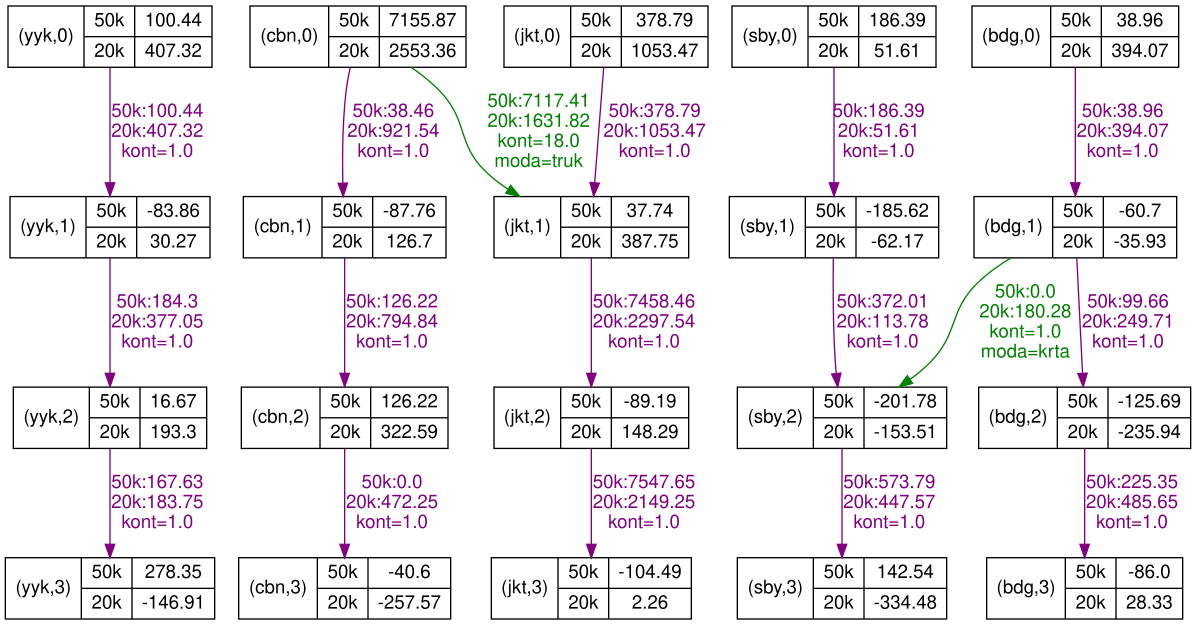 (yyk,0) 50k 100.44
20k 407.32
(cbn,0) 50k 7155.87
20k 2553.36
(jkt,0) 50k 378.79
20k 1053.47
(sby,0) 50k 186.39
20k 51.61
(bdg,0) 50k 38.96
20k 394.07
50k:100.44
20k:407.32
kont=1.0
50k:38.46
20k:921.54
kont=1.0
50k:7117.41
20k:1631.82
kont=18.0
moda=truk
50k:378.79
20k:1053.47
kont=1.0
50k:186.39
20k:51.61
kont=1.0
50k:38.96
20k:394.07
kont=1.0
(yyk,1) 50k -83.86
20k 30.27
(cbn,1) 50k -87.76
20k 126.7
(jkt,1) 50k 37.74
20k 387.75
(sby,1) 50k -185.62
20k -62.17
(bdg,1) 50k -60.7
20k -35.93
50k:184.3
20k:377.05
kont=1.0
50k:126.22
20k:794.84
kont=1.0
50k:7458.46
20k:2297.54
kont=1.0
50k:372.01
20k:113.78
kont=1.0
50k:0.0
20k:180.28
kont=1.0
moda=krta
50k:99.66
20k:249.71
kont=1.0
(yyk,2) 50k 16.67
20k 193.3
(cbn,2) 50k 126.22
20k 322.59
(jkt,2) 50k -89.19
20k 148.29
(sby,2) 50k -201.78
20k -153.51
(bdg,2) 50k -125.69
20k -235.94
50k:167.63
20k:183.75
kont=1.0
50k:0.0
20k:472.25
kont=1.0
50k:7547.65
20k:2149.25
kont=1.0
50k:573.79
20k:447.57
kont=1.0
50k:225.35
20k:485.65
kont=1.0
(yyk,3) 50k 278.35
20k -146.91
(cbn,3) 50k -40.6
20k -257.57
(jkt,3) 50k -104.49
20k 2.26
(sby,3) 50k 142.54
20k -334.48
(bdg,3) 50k -86.0
20k 28.33